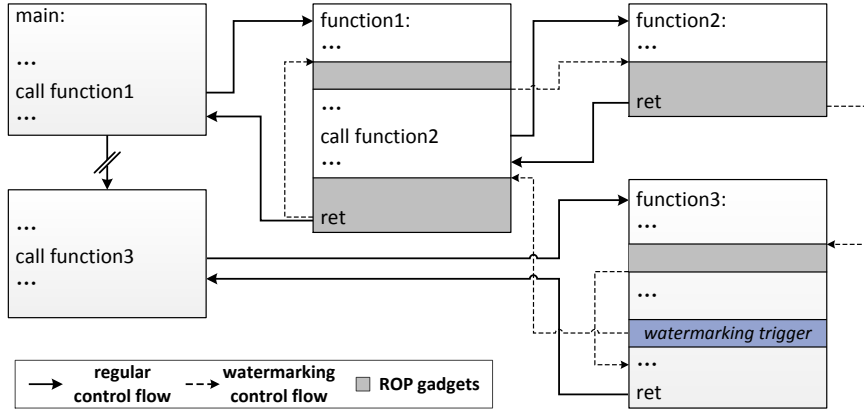 main:
...
call function1
...
function1:
...
...
call function2
...
ret
function2:
...
ret
...
call function3
...
function3:
...
...
watermarking trigger
...
ret
regular control flow
watermarking control flow
ROP gadgets